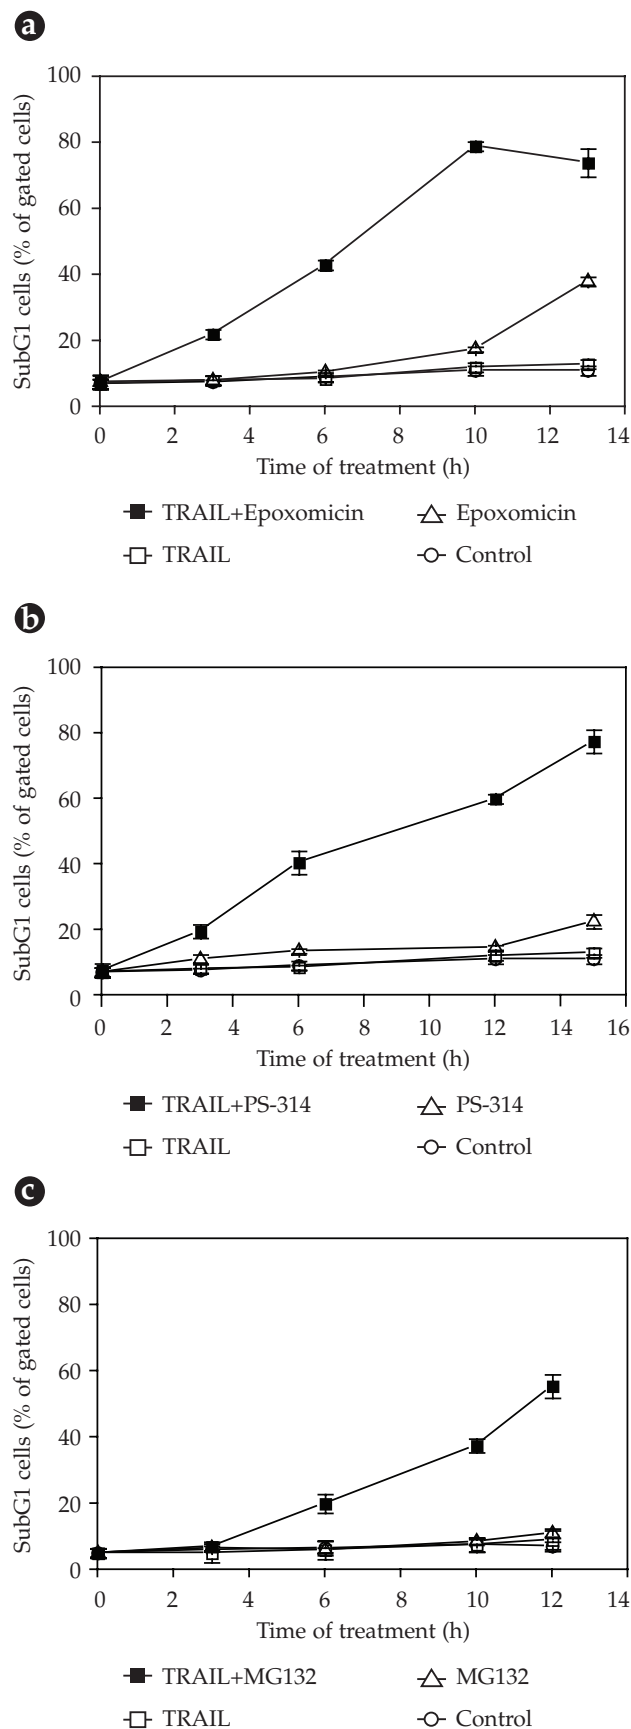 a
SubG1 cells (% of gated cells)
100
80
60
40
20
0
0 2 4 6 8 10 12 14
Time of treatment (h)
TRAIL+Epoxomicin Epoxomicin
TRAIL Control
b
SubG1 cells (% of gated cells)
100
80
60
40
20
0
0 2 4 6 8 10 12 14 16
Time of treatment (h)
TRAIL+PS-314 PS-314
TRAIL Control
c
SubG1 cells (% of gated cells)
100
80
60
40
20
0
0 2 4 6 8 10 12 14
Time of treatment (h)
TRAIL+MG132 MG132
TRAIL Control